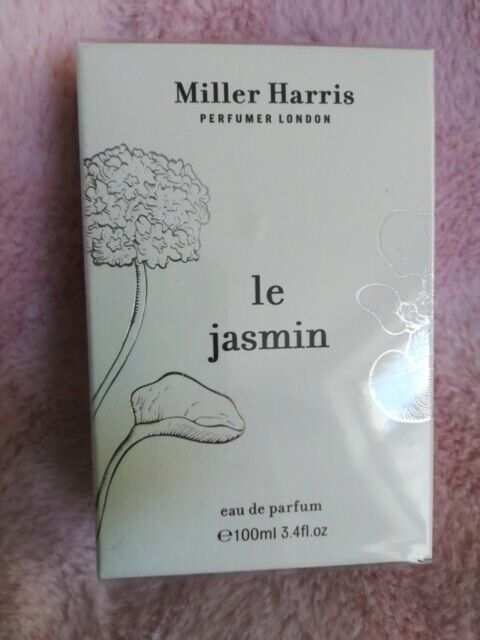 Miller Harris
PERFUMER LONDON
le
jasmin
eau de parfum
℮100ml 3.4fl.oz